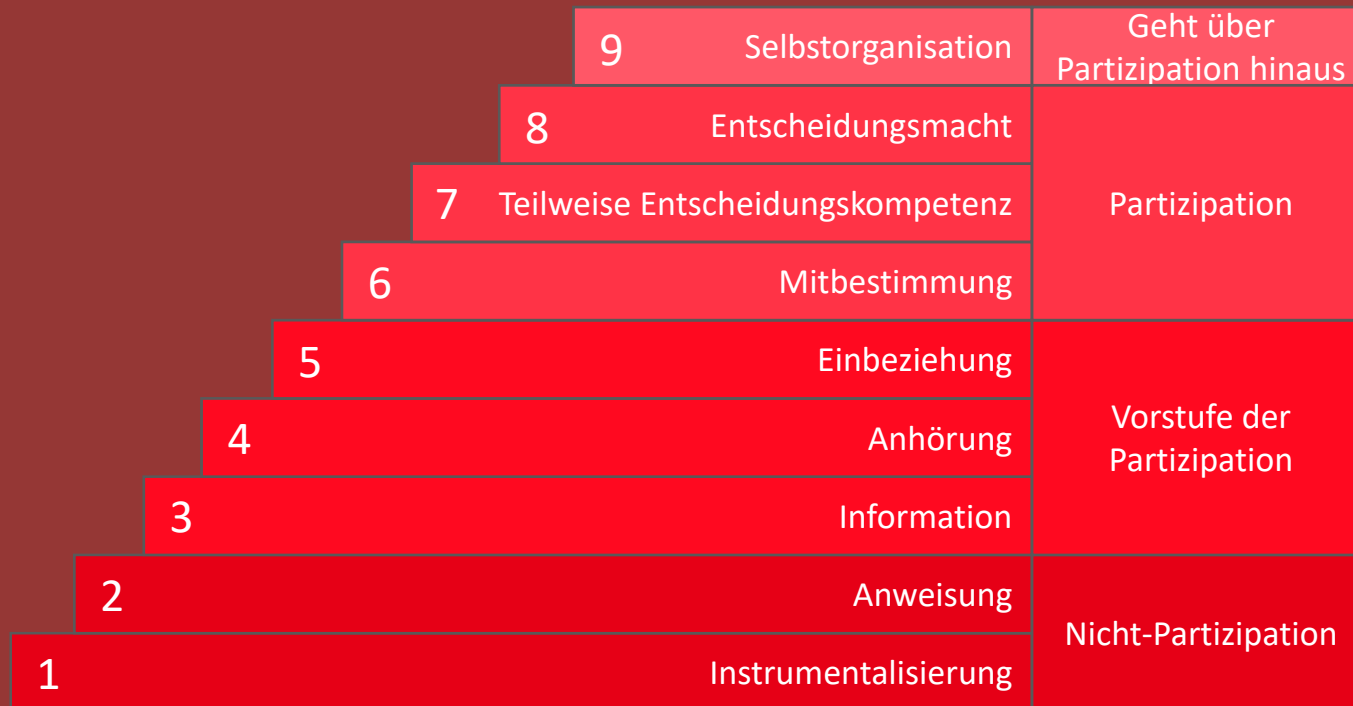 9 Selbstorganisation
Geht über
Partizipation hinaus
8 Entscheidungsmacht
7 Teilweise Entscheidungskompetenz
Partizipation
6 Mitbestimmung
5 Einbeziehung
4 Anhörung
Vorstufe der
Partizipation
3 Information
2 Anweisung
Nicht-Partizipation
1 Instrumentalisierung